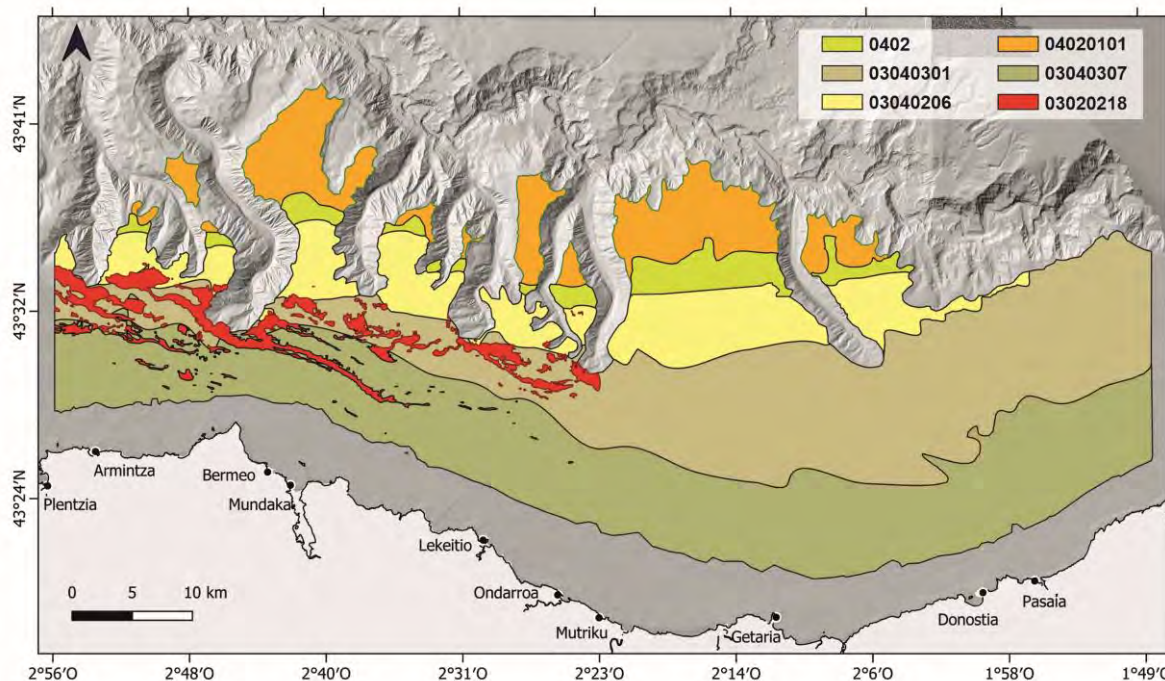 0402
04020101
03040301
03040307
03040206
03020218
43°41'N
43°32'N
43°24'N
Armintza
Plentzia
Bermeo
Mundaka
Lekeitio
Ondarroa
Mutriku
Getaria
Donostia
Pasaia
0 5 10 km
2°56'O 2°48'O 2°40'O 2°31'O 2°23'O 2°14'O 2°6'O 1°58'O 1°49'O